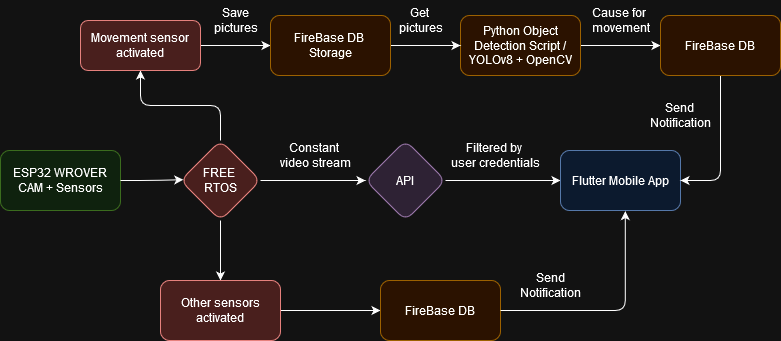 Save
pictures
Get
pictures
Cause for
movement
Movement sensor
activated
FireBase DB
Storage
Python Object
Detection Script /
YOLOv8 + OpenCV
FireBase DB
Send
Notification
ESP32 WROVER
CAM + Sensors
FREE
RTOS
Constant
video stream
API
Filtered by
user credentials
Flutter Mobile App
Other sensors
activated
FireBase DB
Send
Notification